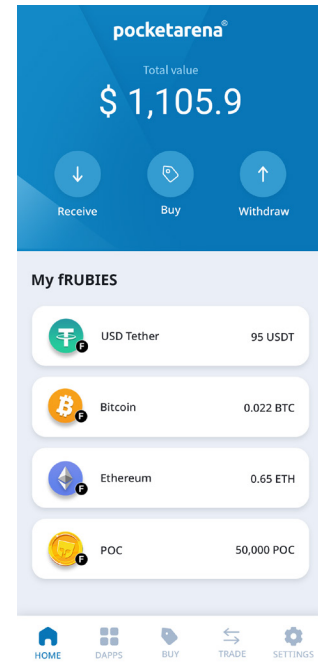 pocketarena®
Total value
$ 1,105.9
Receive
Buy
Withdraw
My fRUBIES
F
USD Tether
95 USDT
F
Bitcoin
0.022 BTC
F
Ethereum
0.65 ETH
F
POC
50,000 POC
HOME
DAPPS
BUY
TRADE
SETTINGS